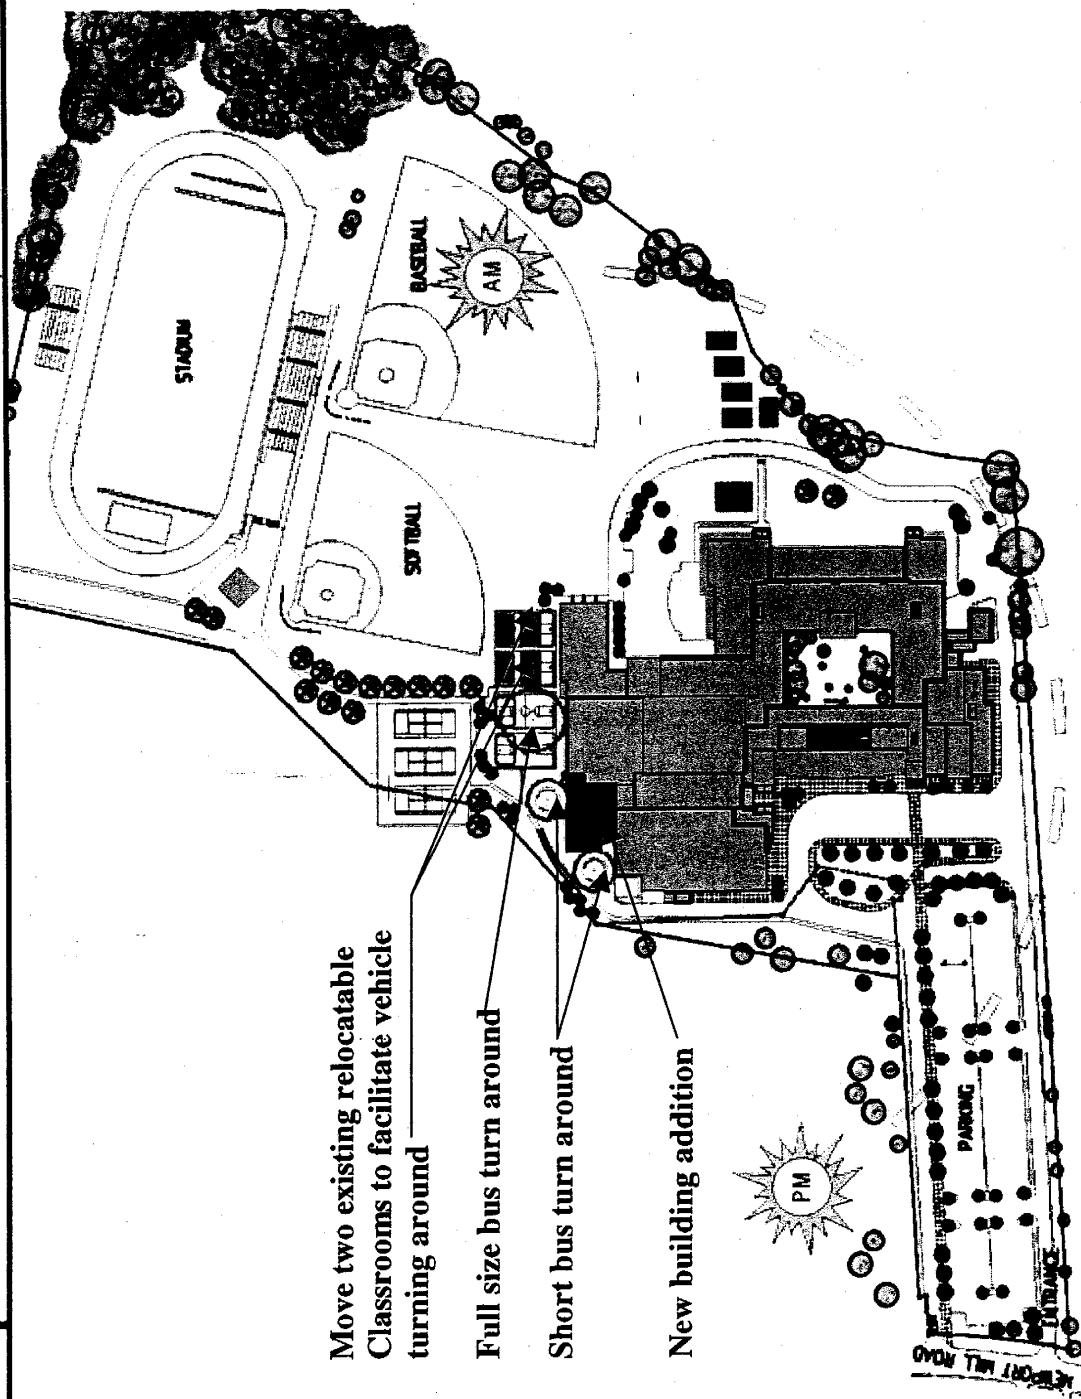 Move two existing relocatable
Classrooms to facilitate vehicle
turning around
Full size bus turn around
Short bus turn around
New building addition
STADIUM
BASEBALL
AM
SOFTBALL
PM
PARKING
ENTRANCE
NEWPORT MILL ROAD